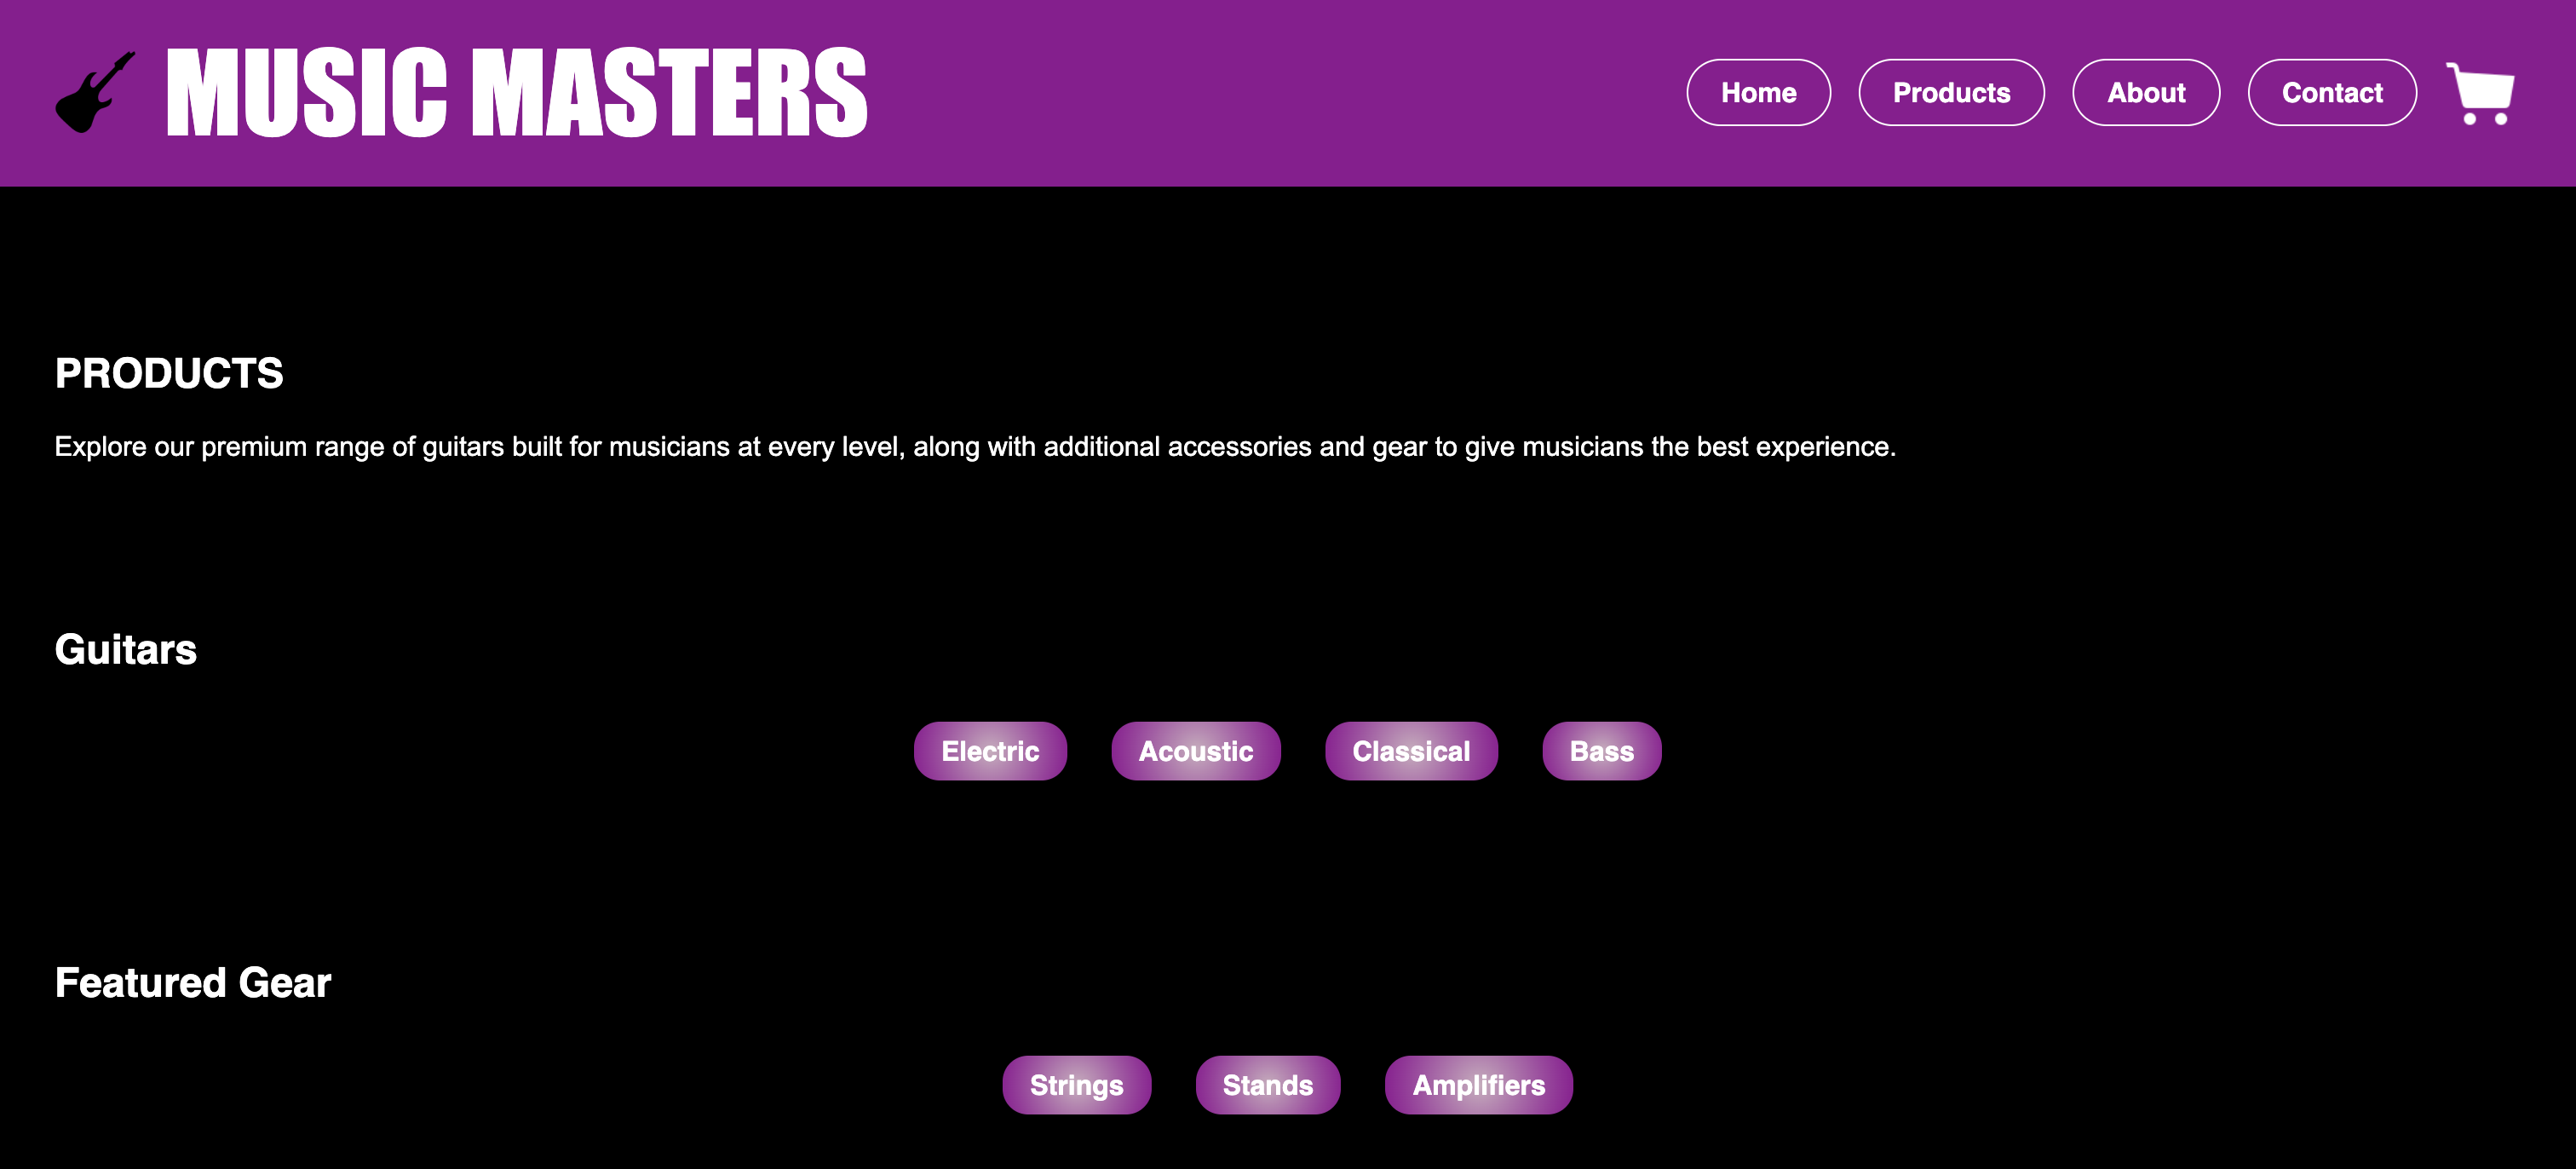 MUSIC MASTERS
Home Products About Contact
PRODUCTS
Explore our premium range of guitars built for musicians at every level, along with additional accessories and gear to give musicians the best experience.
Guitars
Electric Acoustic Classical Bass
Featured Gear
Strings Stands Amplifiers